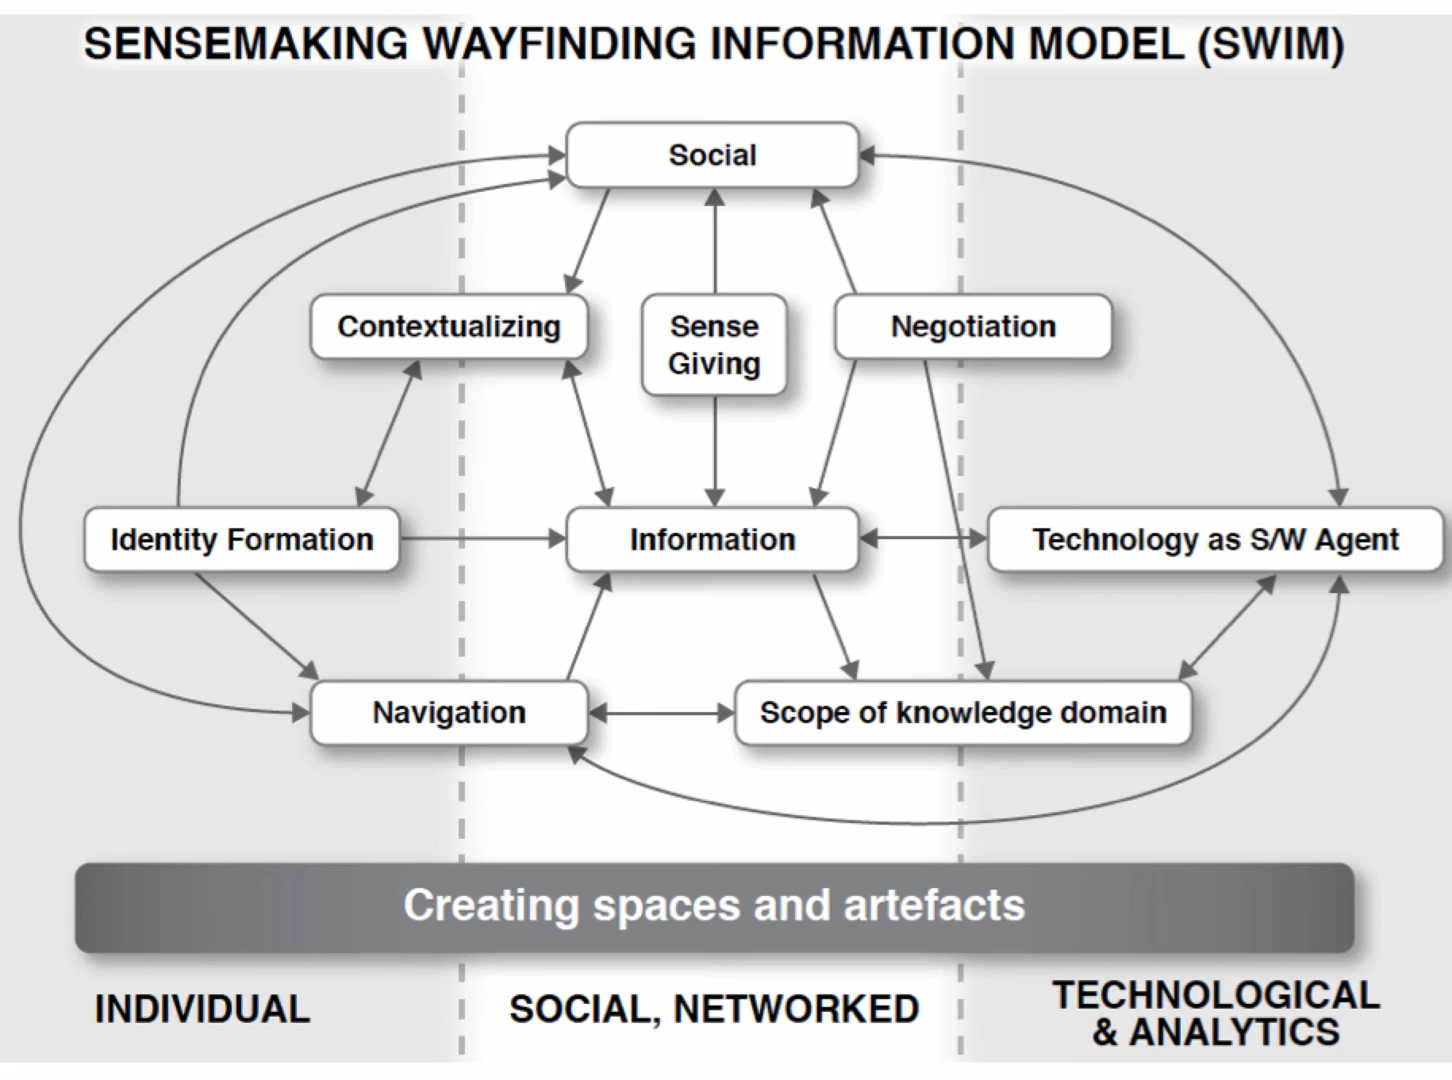 SENSEMAKING WAYFINDING INFORMATION MODEL (SWIM)
Social
Contextualizing
Sense
Giving
Negotiation
Identity Formation
Information
Technology as S/W Agent
Navigation
Scope of knowledge domain
Creating spaces and artefacts
INDIVIDUAL
SOCIAL, NETWORKED
TECHNOLOGICAL
& ANALYTICS